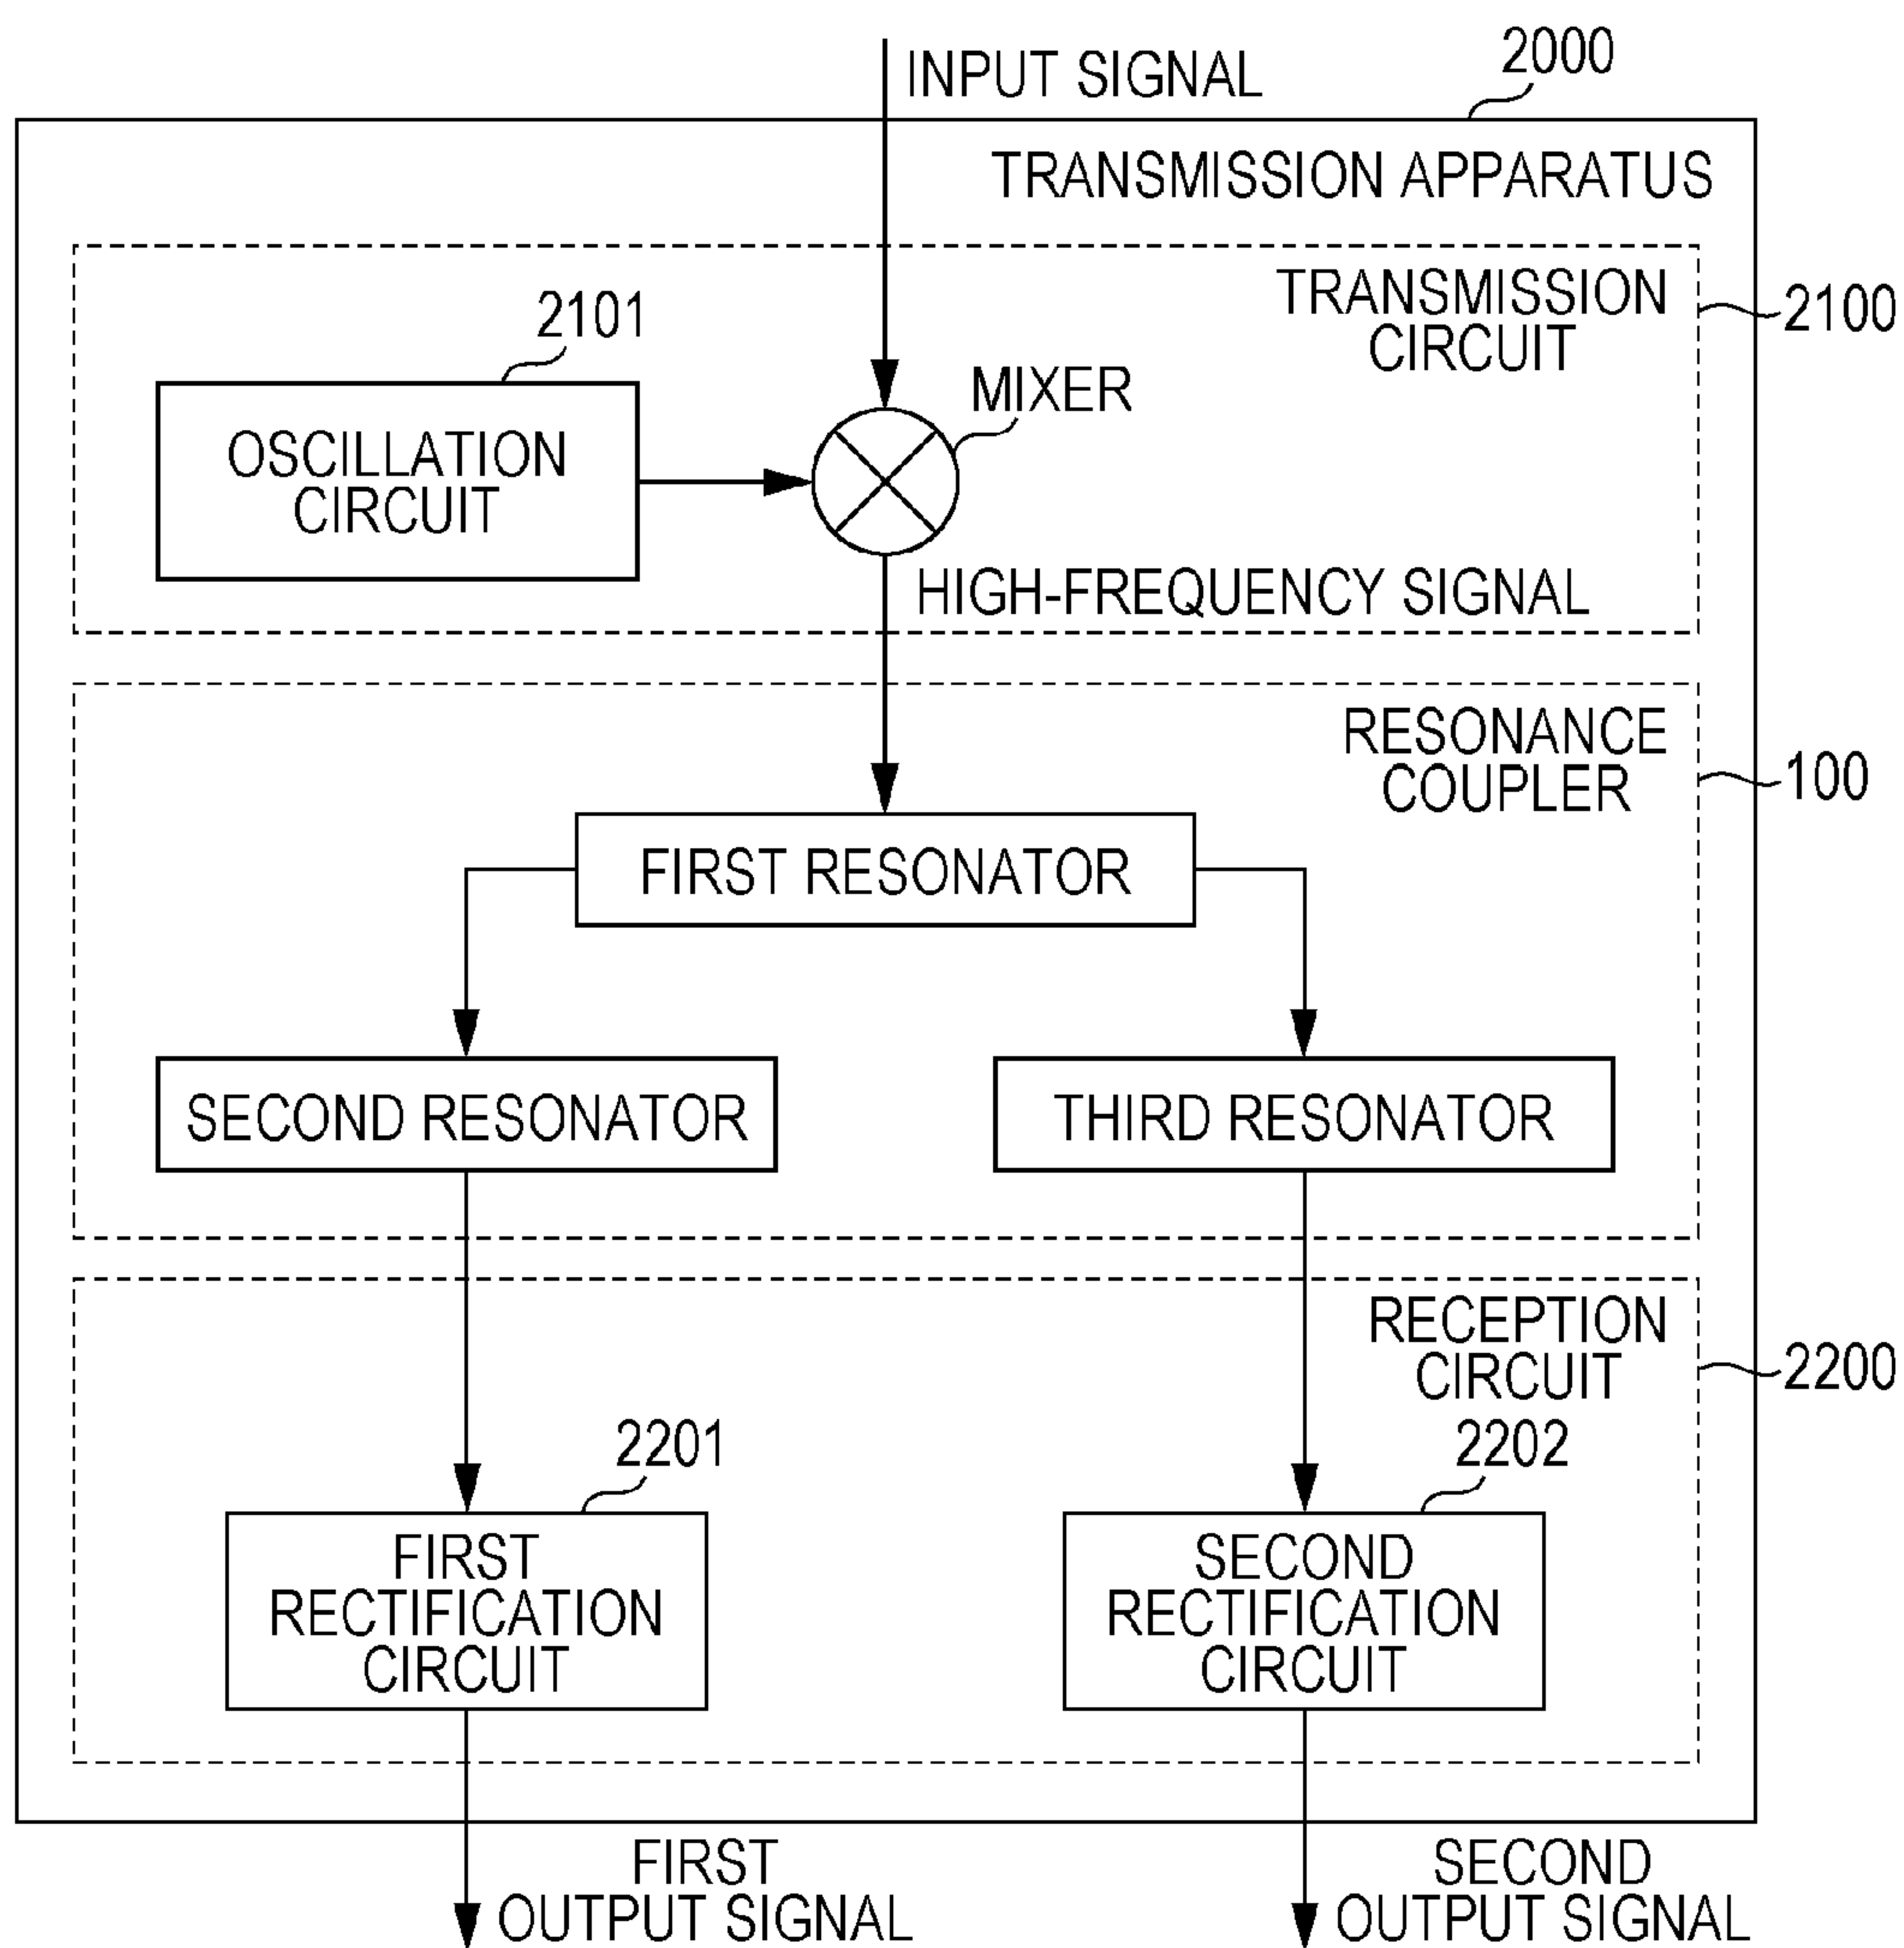 2000
INPUT SIGNAL
TRANSMISSION APPARATUS
TRANSMISSION
CIRCUIT
2100
2101
MIXER
OSCILLATION
CIRCUIT
HIGH-FREQUENCY SIGNAL
RESONANCE
COUPLER
100
FIRST RESONATOR
SECOND RESONATOR
THIRD RESONATOR
RECEPTION
CIRCUIT
2200
2201
2202
FIRST
RECTIFICATION
CIRCUIT
SECOND
RECTIFICATION
CIRCUIT
FIRST
OUTPUT SIGNAL
SECOND
OUTPUT SIGNAL